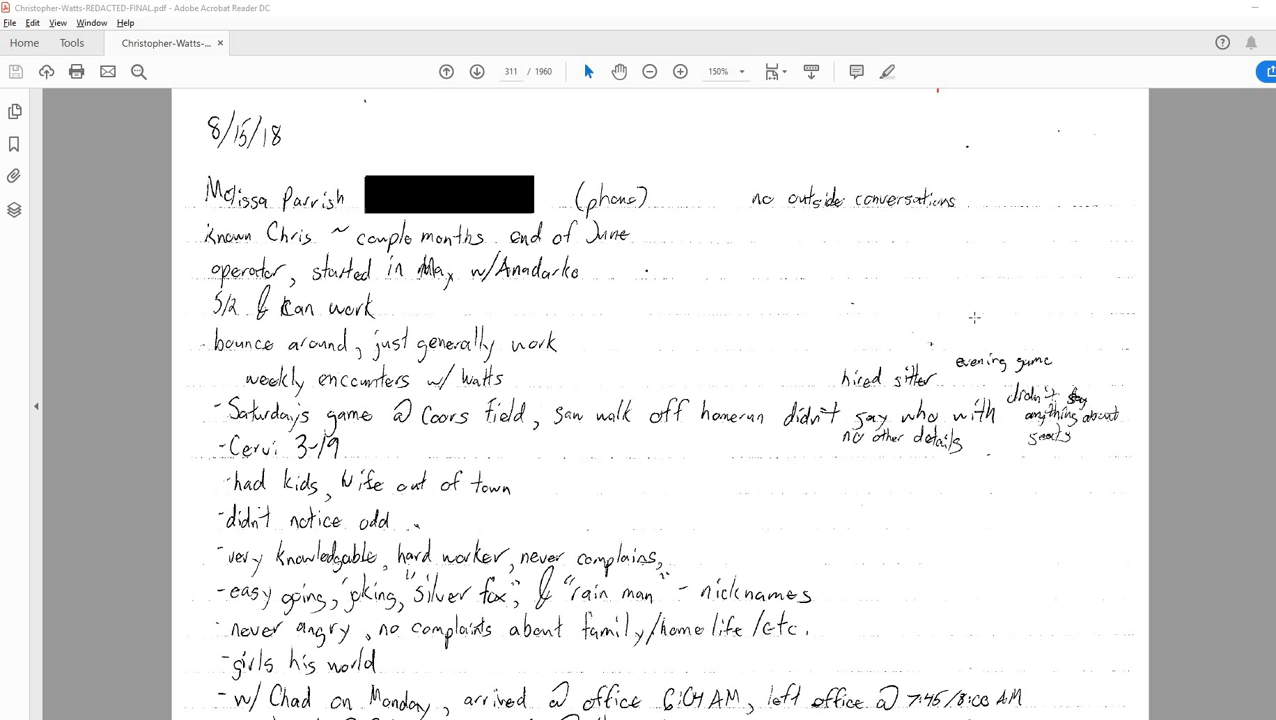 Christopher-Watts-REDACTED-FINAL.pdf - Adobe Acrobat Reader DC
File Edit View Window Help
Home Tools Christopher-Watts-... ×
311 / 1960 150%
8/15/18
Melissa Parrish (phone) no outside conversations
known Chris ~ couple months end of June
operator, started in May w/Anadarko
5/2 & can work
bounce around, just generally work
weekly encounters w/ Watts
hired sitter evening game
- Saturday's game @ Coors Field, saw walk off homerun didn't say who with
didn't say
anything about
seats
no other details
- Cervi 3-19
- had kids, wife out of town
- didn't notice odd
- very knowledgable, hard worker, never complains,
- easy going, joking, "silver fox", & "rain man" - nicknames
- never angry, no complaints about family/home life/etc.
- girls his world
- w/ Chad on Monday, arrived @ office 6:04 AM, left office @ 7:45/8:00 AM